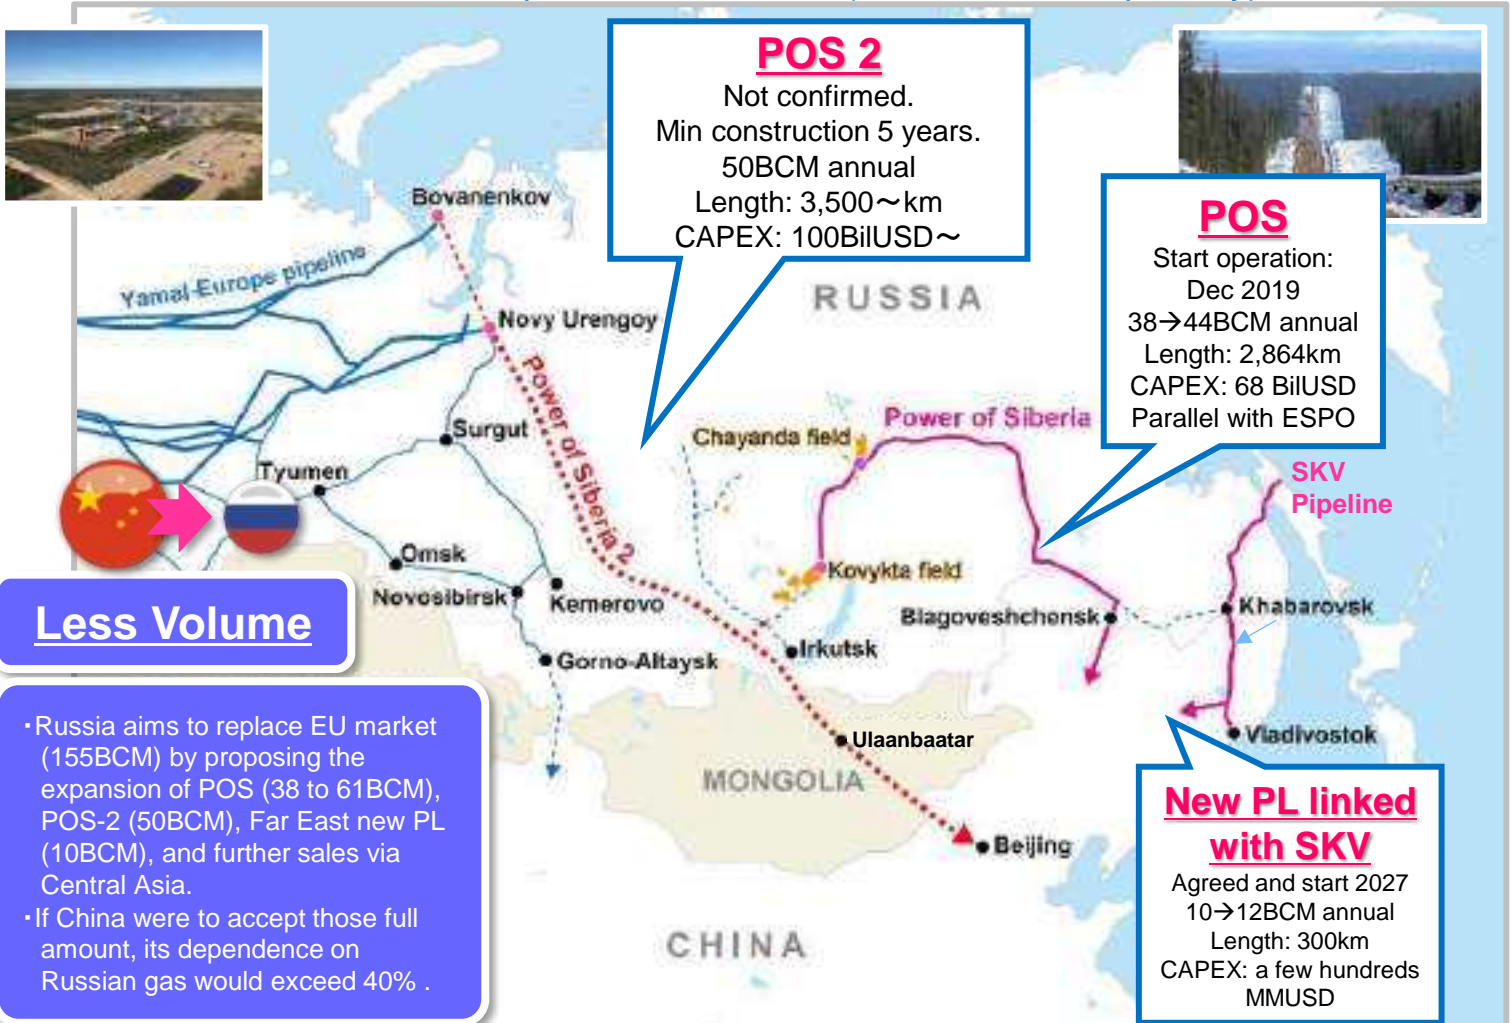 POS 2
Not confirmed.
Min construction 5 years.
50BCM annual
Length: 3,500～km
CAPEX: 100BilUSD～
POS
Start operation:
Dec 2019
38→44BCM annual
Length: 2,864km
CAPEX: 68 BilUSD
Parallel with ESPO
Bovanenkov
Yamal-Europe pipeline
RUSSIA
Novy Urengoy
Power of Siberia 2
Power of Siberia
Chayanda field
Surgut
Tyumen
SKV
Pipeline
Omsk
Kovykta field
Novosibirsk
Kemerovo
Blagoveshchensk
Khabarovsk
Less Volume
Irkutsk
Gorno-Altaysk
・Russia aims to replace EU market
(155BCM) by proposing the
expansion of POS (38 to 61BCM),
POS-2 (50BCM), Far East new PL
(10BCM), and further sales via
Central Asia.
・If China were to accept those full
amount, its dependence on
Russian gas would exceed 40% .
Ulaanbaatar
Vladivostok
MONGOLIA
Beijing
CHINA
New PL linked
with SKV
Agreed and start 2027
10→12BCM annual
Length: 300km
CAPEX: a few hundreds
MMUSD